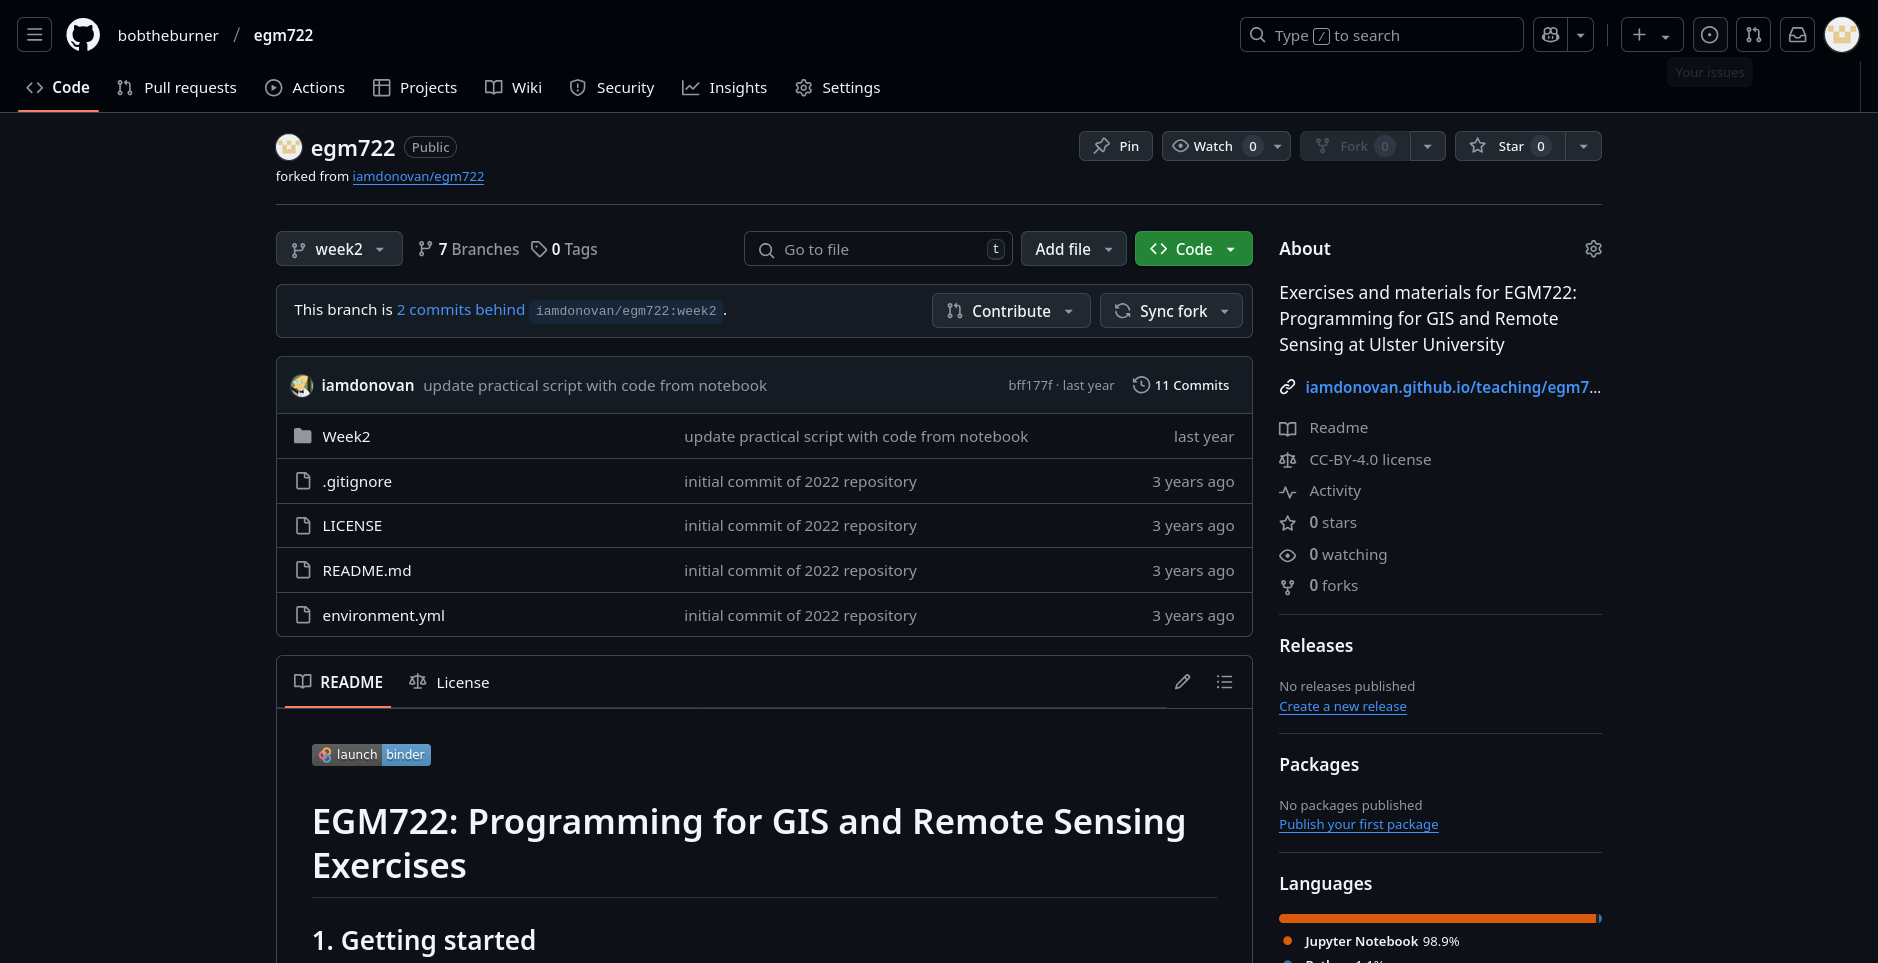 bobtheburner / egm722
Type / to search
Your issues
Code Pull requests Actions Projects Wiki Security Insights Settings
egm722 Public
Pin Watch 0 Fork 0 Star 0
forked from iamdonovan/egm722
week2 7 Branches 0 Tags
Go to file t Add file Code
This branch is 2 commits behind iamdonovan/egm722:week2 .
Contribute Sync fork
iamdonovan update practical script with code from notebook bff177f · last year 11 Commits
Week2 update practical script with code from notebook last year
.gitignore initial commit of 2022 repository 3 years ago
LICENSE initial commit of 2022 repository 3 years ago
README.md initial commit of 2022 repository 3 years ago
environment.yml initial commit of 2022 repository 3 years ago
README License
launch binder
EGM722: Programming for GIS and Remote Sensing
Exercises
1. Getting started
About
Exercises and materials for EGM722:
Programming for GIS and Remote
Sensing at Ulster University
iamdonovan.github.io/teaching/egm7...
Readme
CC-BY-4.0 license
Activity
0 stars
0 watching
0 forks
Releases
No releases published
Create a new release
Packages
No packages published
Publish your first package
Languages
Jupyter Notebook 98.9%